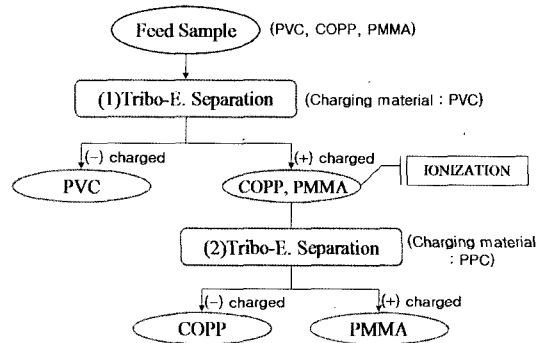 Feed Sample
(PVC, COPP, PMMA)
(1)Tribo-E. Separation
(Charging material : PVC)
(−) charged
(+) charged
PVC
COPP, PMMA
IONIZATION
(2)Tribo-E. Separation
(Charging material
: PPC)
(−) charged
(+) charged
COPP
PMMA